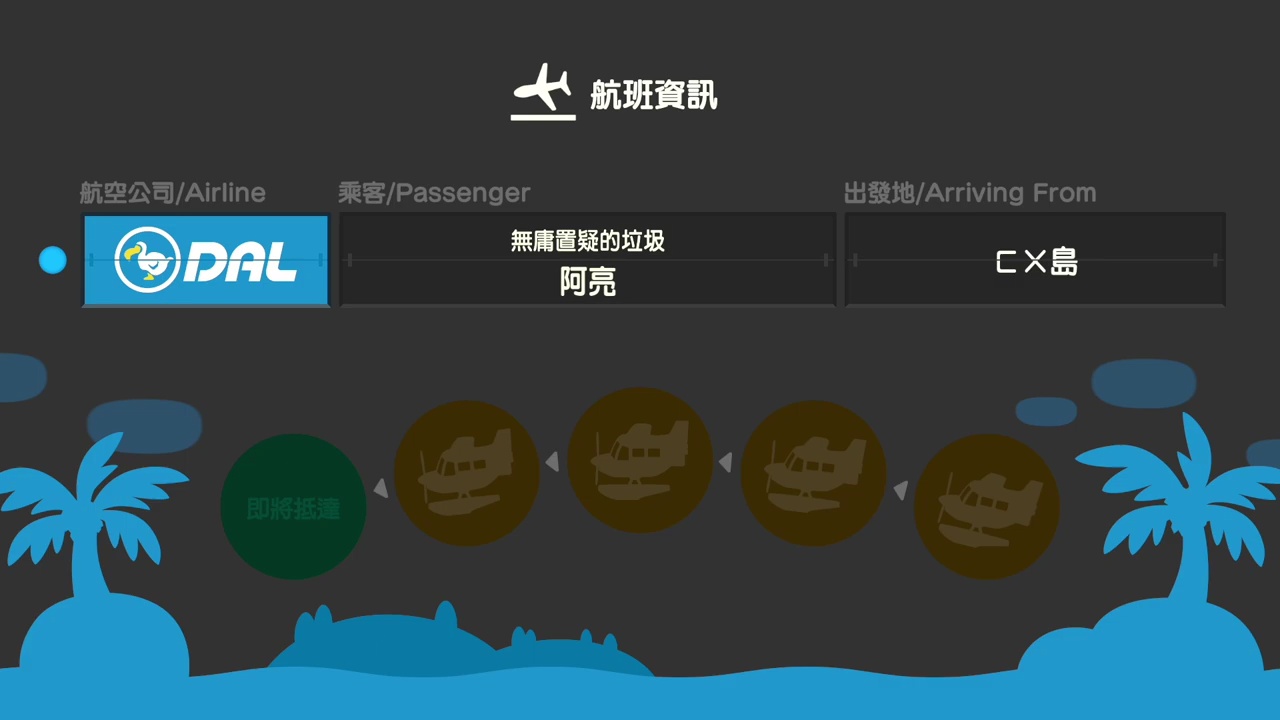 航班資訊
航空公司/Airline
乘客/Passenger
出發地/Arriving From
DAL
無庸置疑的垃圾
阿亮
ㄈㄨ島
即將抵達